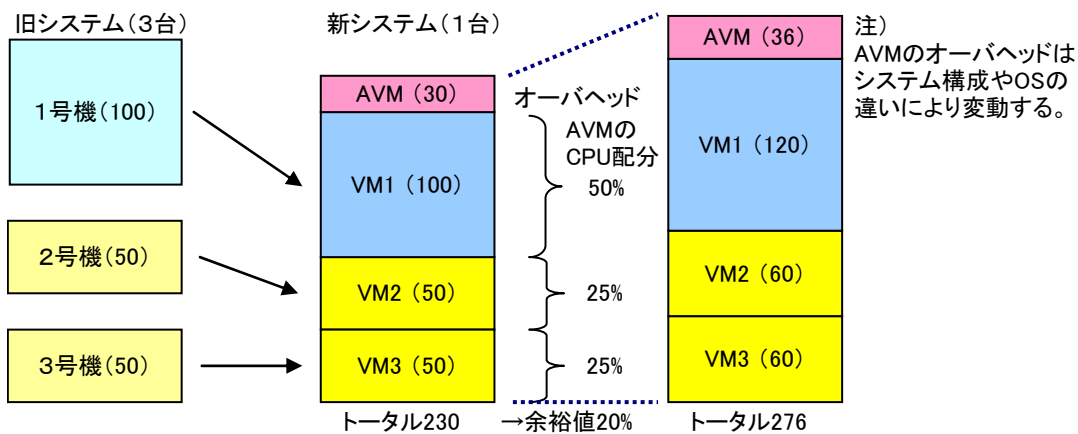 旧システム(3台)
1号機(100)
2号機(50)
3号機(50)
新システム(1台)
AVM (30)
VM1 (100)
VM2 (50)
VM3 (50)
トータル230
オーバヘッド
AVMの
CPU配分
50%
25%
25%
→余裕値20%
AVM (36)
VM1 (120)
VM2 (60)
VM3 (60)
トータル276
注)
AVMのオーバヘッドは
システム構成やOSの
違いにより変動する。